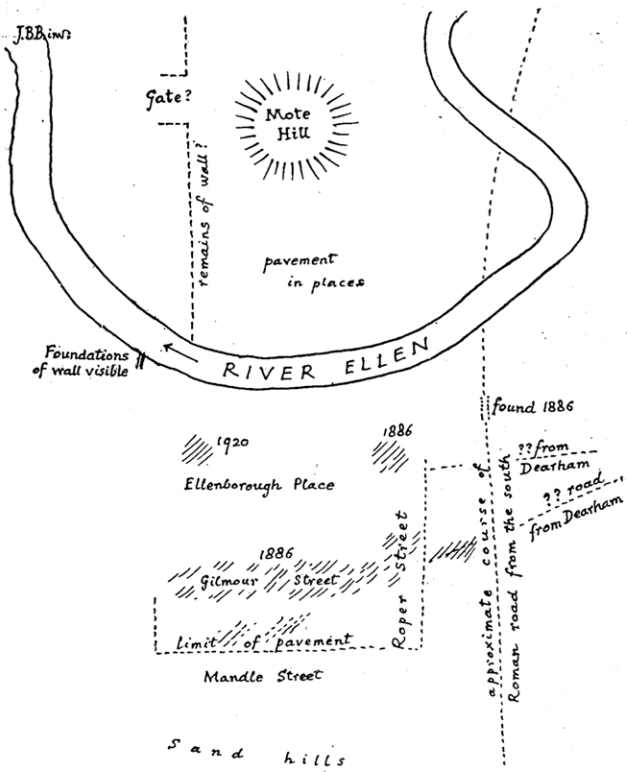 J.B.B. inv.
Gate?
Mote
Hill
remains of wall?
pavement
in places
Foundations
of wall visible
RIVER ELLEN
found 1886
1920
1886
?? from
Dearham
Ellenborough Place
?? road
from Dearham
Roper Street
approximate course of
Roman road from the south
1886
Gilmour Street
Limit of pavement
Mandle Street
Sand hills